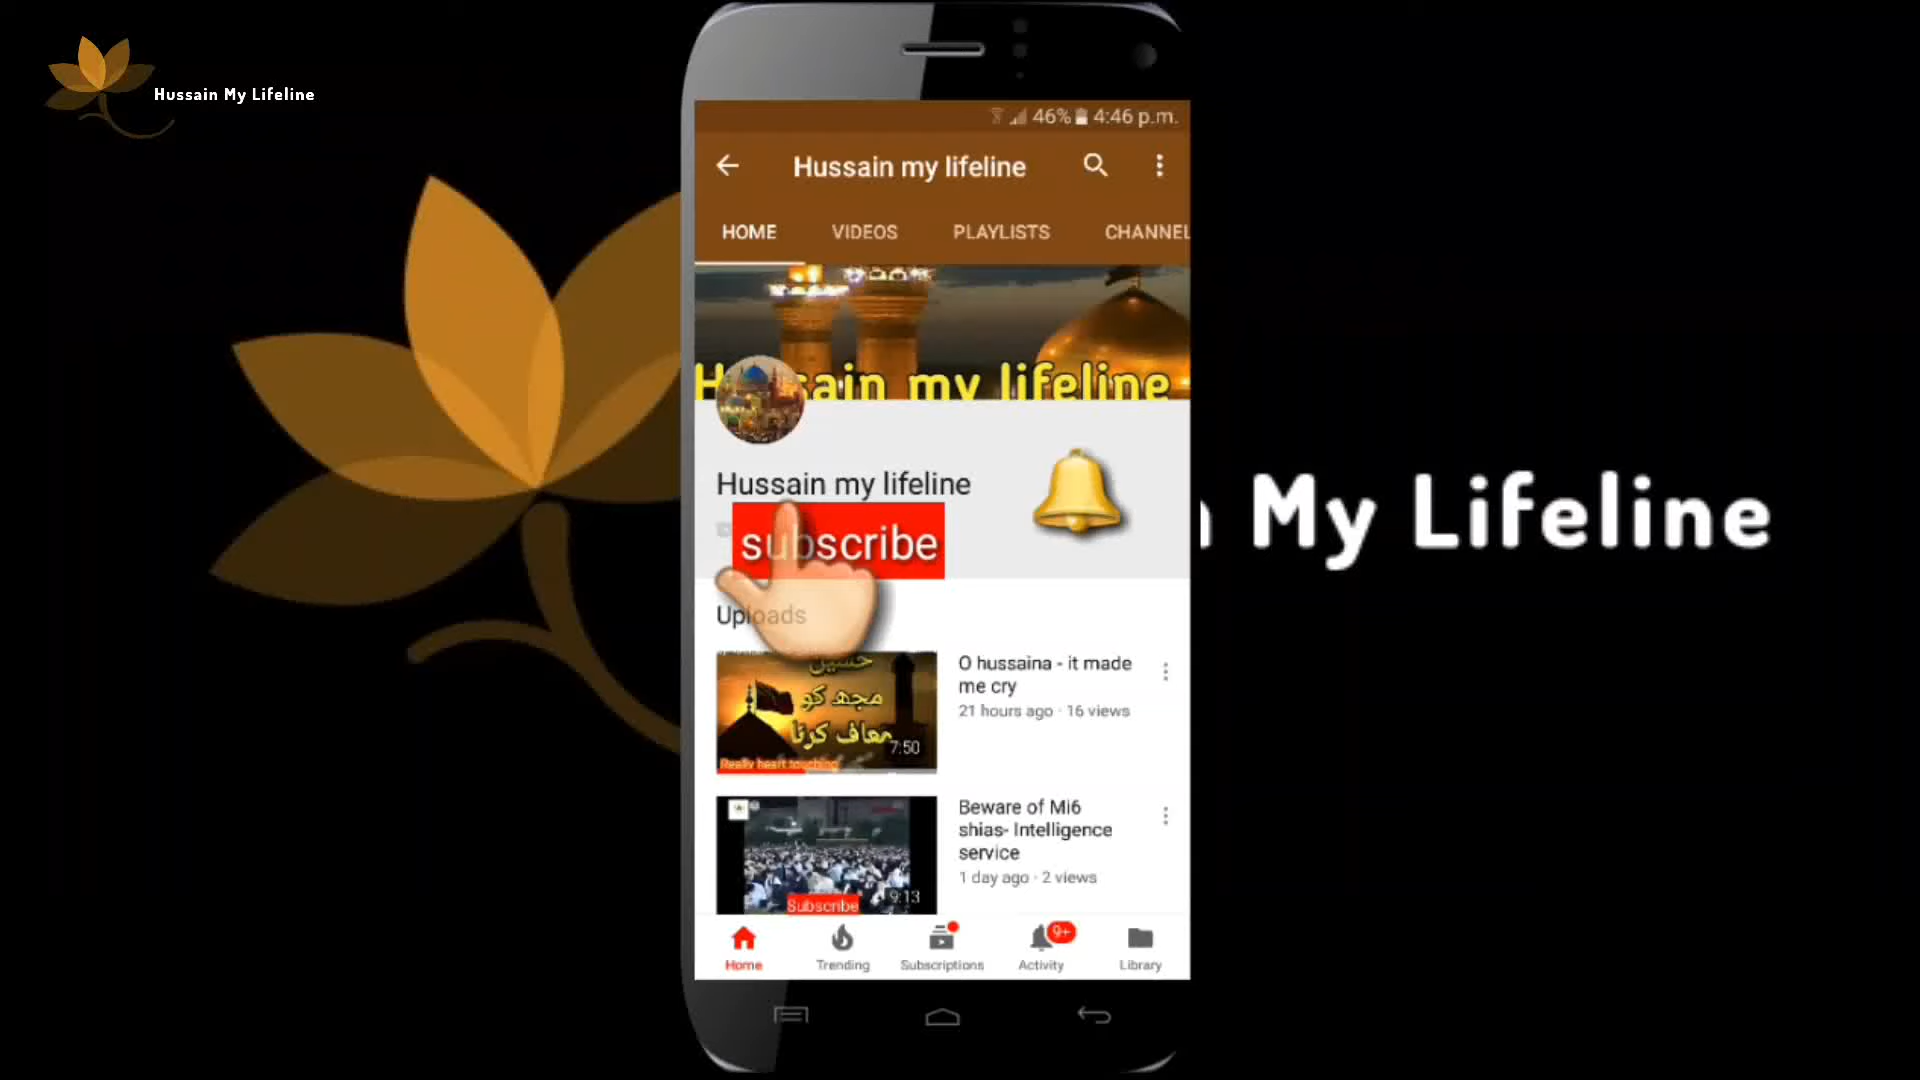 Hussain My Lifeline
46% 4:46 p.m.
Hussain my lifeline
HOME VIDEOS PLAYLISTS CHANNEL
my lifeline
Hussain my lifeline
subscribe
My Lifeline
Uploads
حسین
مجھ کو
معاف کرنا
7:50
Really heart touching
O hussaina - it made
me cry
21 hours ago · 16 views
Beware of Mi6
shias- Intelligence
service
1 day ago · 2 views
9:13
Subscribe
9+
Home Trending Subscriptions Activity Library